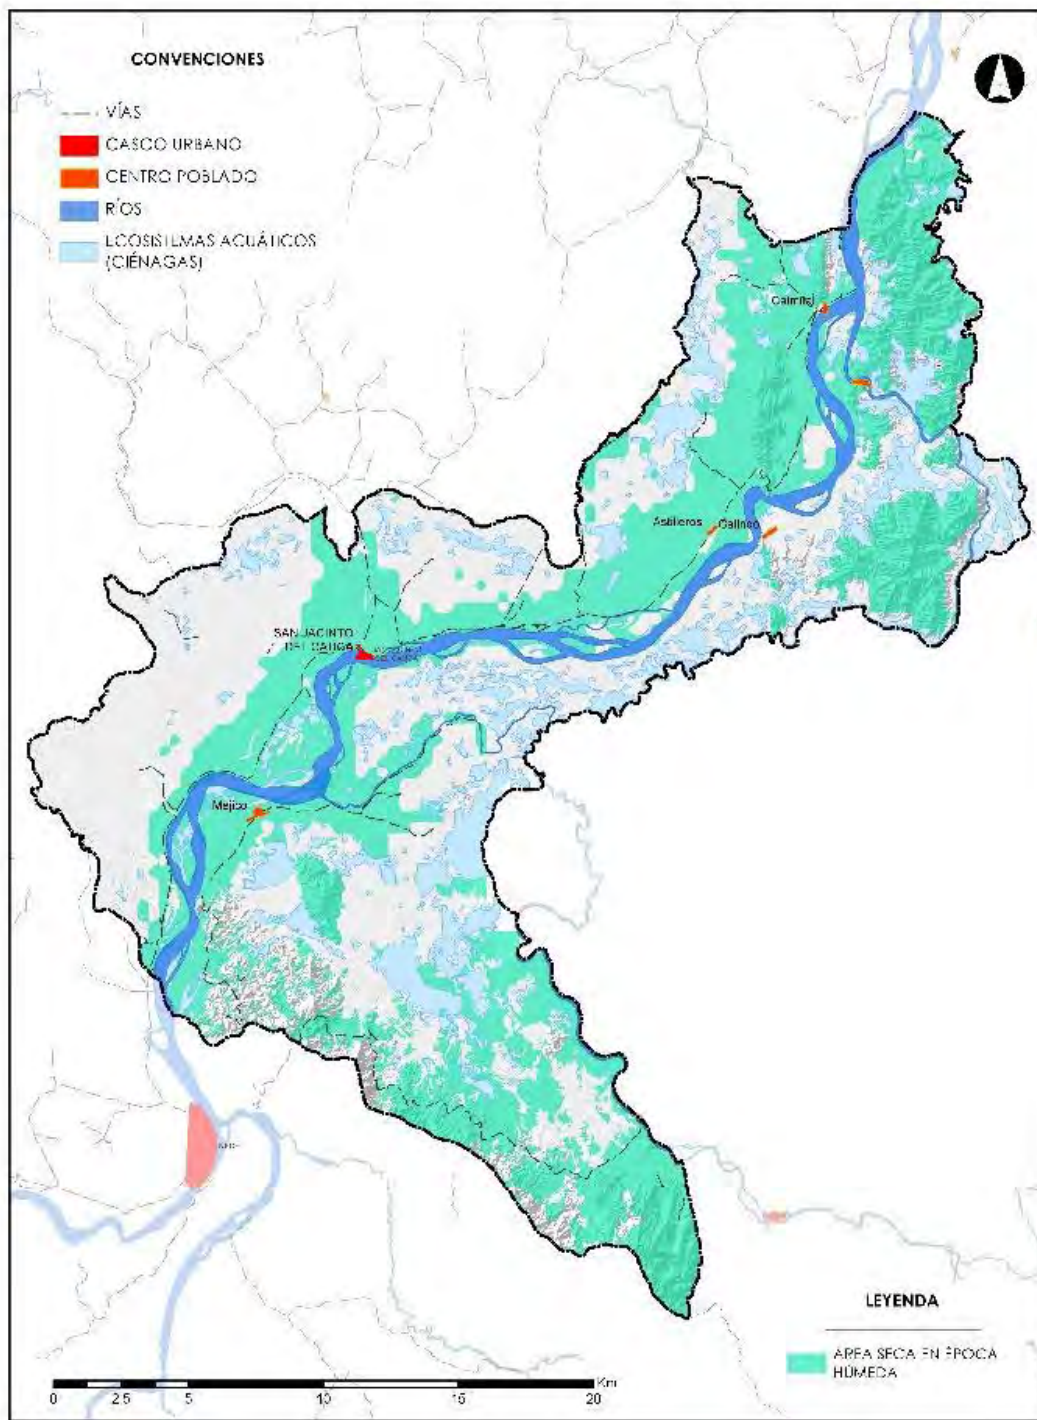 CONVENCIONES
VÍAS
CASCO URBANO
CENTRO POBLADO
RÍOS
ECOSISTEMAS ACUÁTICOS
(CIÉNAGAS)
Astilleros
Galindo
SAN JACINTO
DEL CAUCA
Mejico
LEYENDA
AREA SECA EN ÉPOCA
HÚMEDA
Km
0 2.5 5 10 15 20